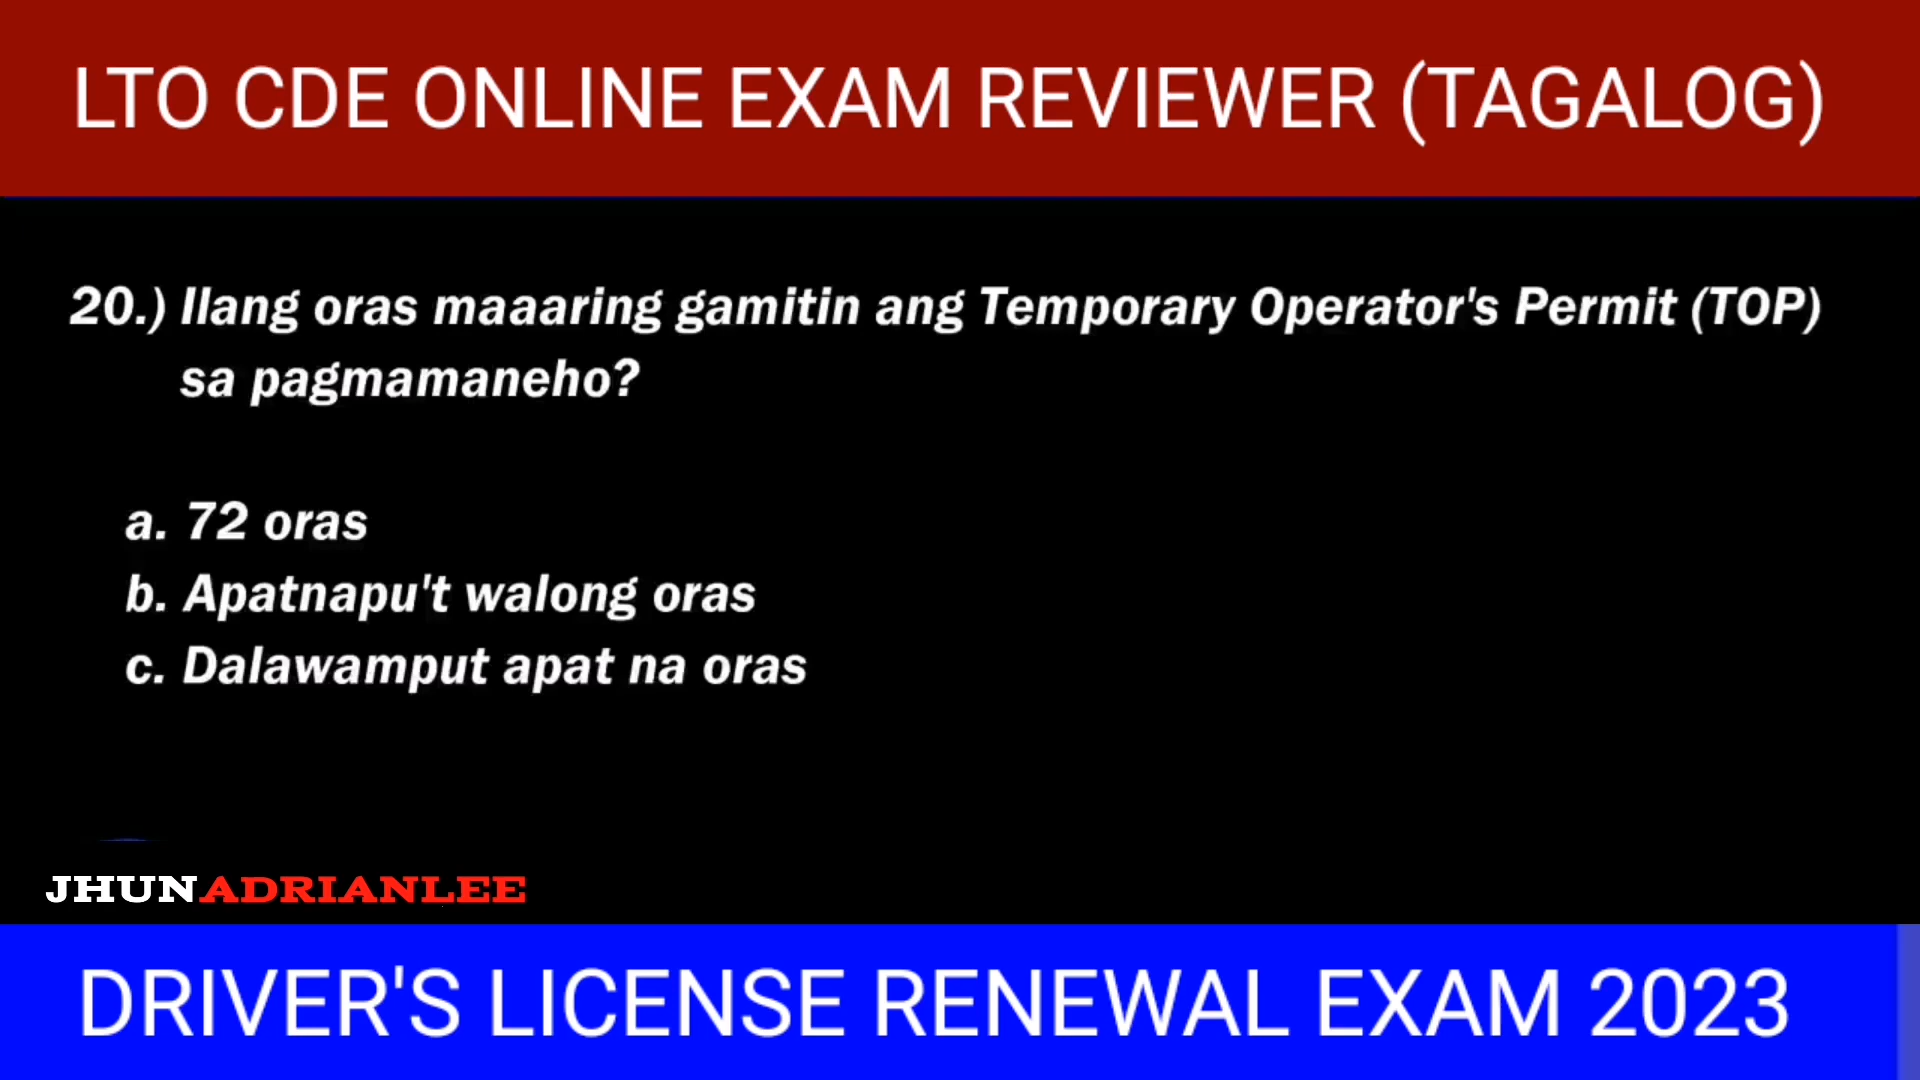 LTO CDE ONLINE EXAM REVIEWER (TAGALOG)
20.) Ilang oras maaaring gamitin ang Temporary Operator's Permit (TOP)
sa pagmamaneho?
a. 72 oras
b. Apatnapu't walong oras
c. Dalawamput apat na oras
JHUNADRIANLEE
DRIVER'S LICENSE RENEWAL EXAM 2023